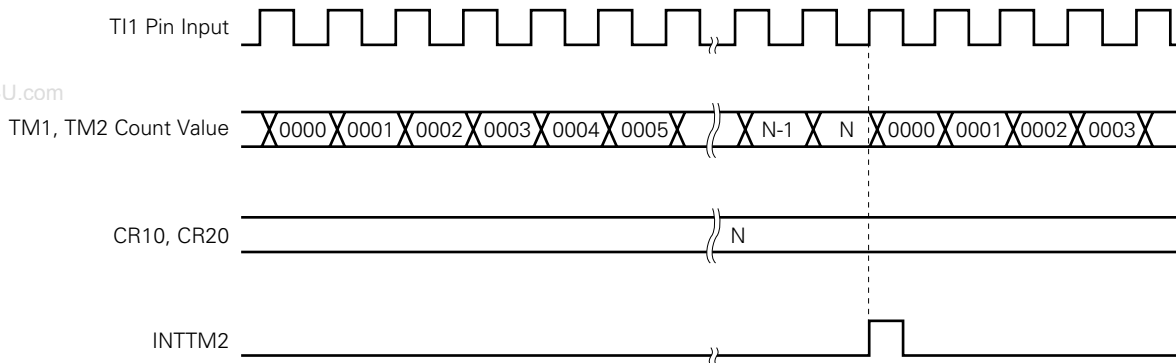 TI1 Pin Input
U.com
TM1, TM2 Count Value 0000 0001 0002 0003 0004 0005 N-1 N 0000 0001 0002 0003
CR10, CR20 N
INTTM2